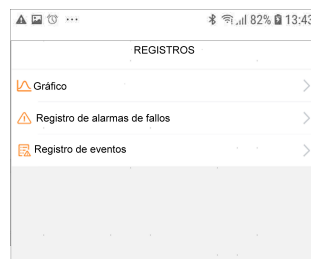 82% 13:43
REGISTROS
Gráfico
Registro de alarmas de fallos
Registro de eventos